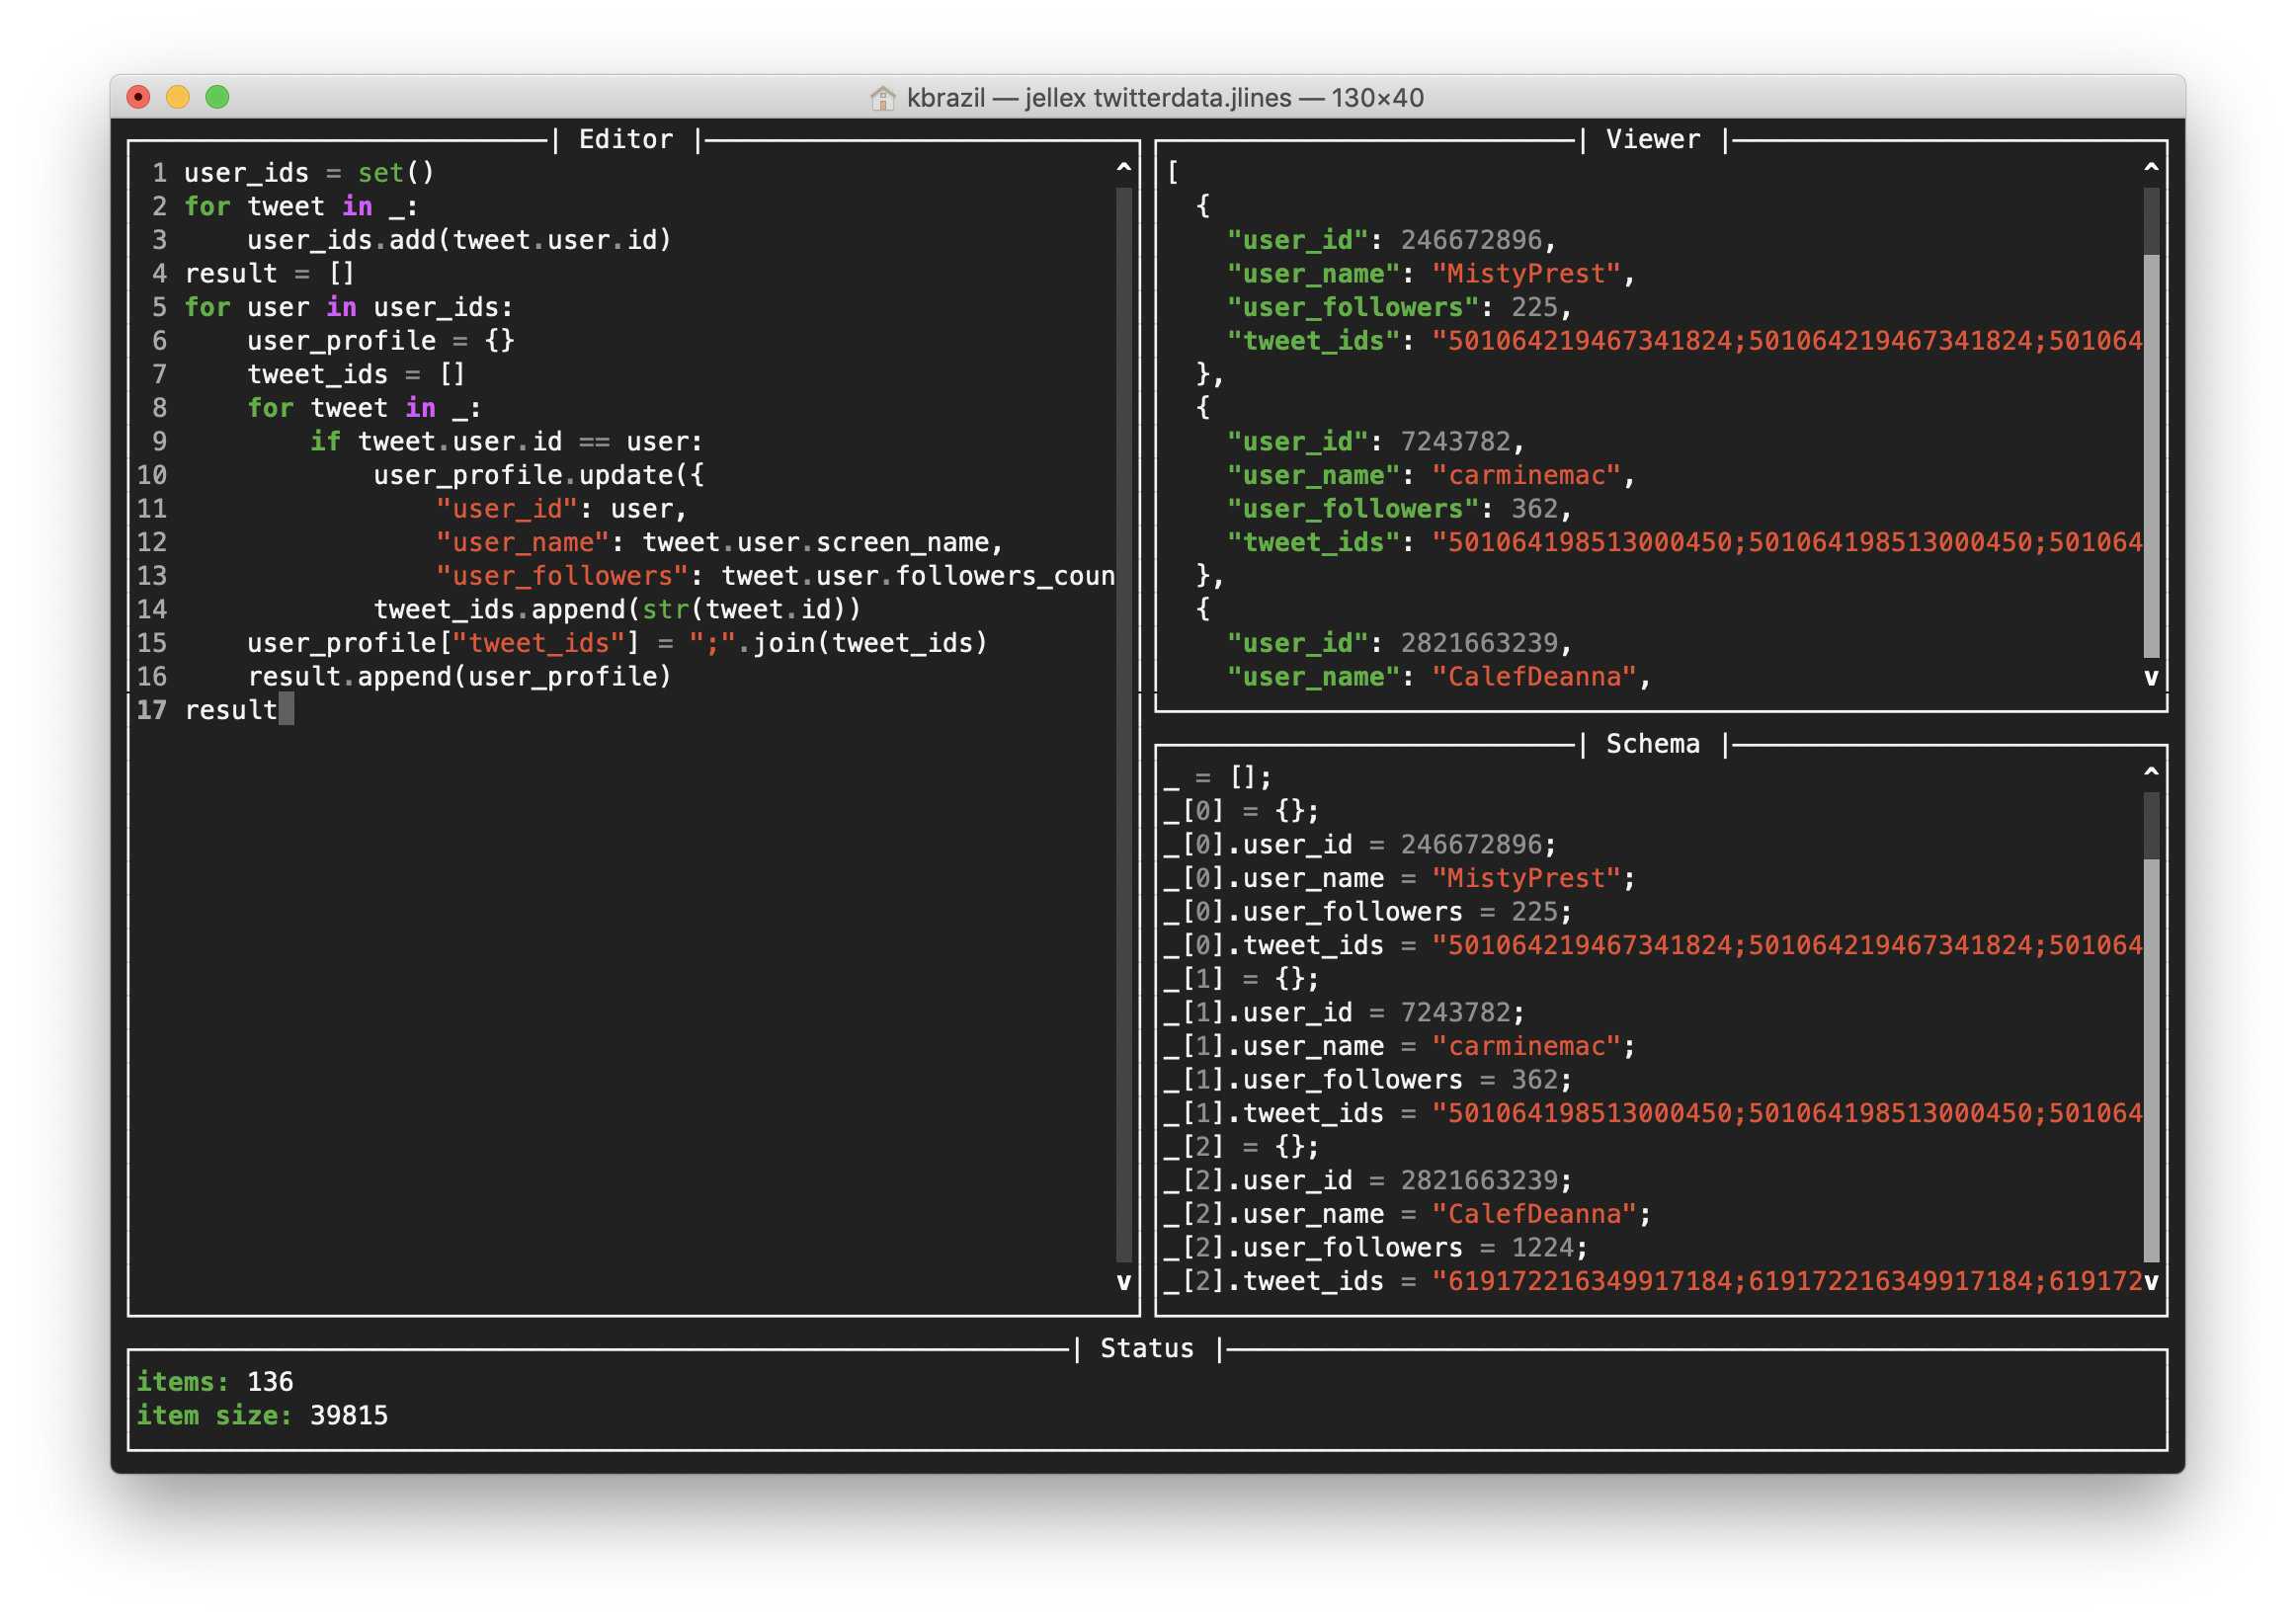 kbrazil — jellex twitterdata.jlines — 130×40
Editor
1 user_ids = set()
2 for tweet in _:
3     user_ids.add(tweet.user.id)
4 result = []
5 for user in user_ids:
6     user_profile = {}
7     tweet_ids = []
8     for tweet in _:
9         if tweet.user.id == user:
10             user_profile.update({
11                 "user_id": user,
12                 "user_name": tweet.user.screen_name,
13                 "user_followers": tweet.user.followers_coun
14             tweet_ids.append(str(tweet.id))
15     user_profile["tweet_ids"] = ";".join(tweet_ids)
16     result.append(user_profile)
17 result
Viewer
[
  {
    "user_id": 246672896,
    "user_name": "MistyPrest",
    "user_followers": 225,
    "tweet_ids": "501064219467341824;501064219467341824;501064
  },
  {
    "user_id": 7243782,
    "user_name": "carminemac",
    "user_followers": 362,
    "tweet_ids": "501064198513000450;501064198513000450;501064
  },
  {
    "user_id": 2821663239,
    "user_name": "CalefDeanna",
Schema
_ = [];
_[0] = {};
_[0].user_id = 246672896;
_[0].user_name = "MistyPrest";
_[0].user_followers = 225;
_[0].tweet_ids = "501064219467341824;501064219467341824;501064
_[1] = {};
_[1].user_id = 7243782;
_[1].user_name = "carminemac";
_[1].user_followers = 362;
_[1].tweet_ids = "501064198513000450;501064198513000450;501064
_[2] = {};
_[2].user_id = 2821663239;
_[2].user_name = "CalefDeanna";
_[2].user_followers = 1224;
_[2].tweet_ids = "619172216349917184;619172216349917184;619172
Status
items: 136
item size: 39815